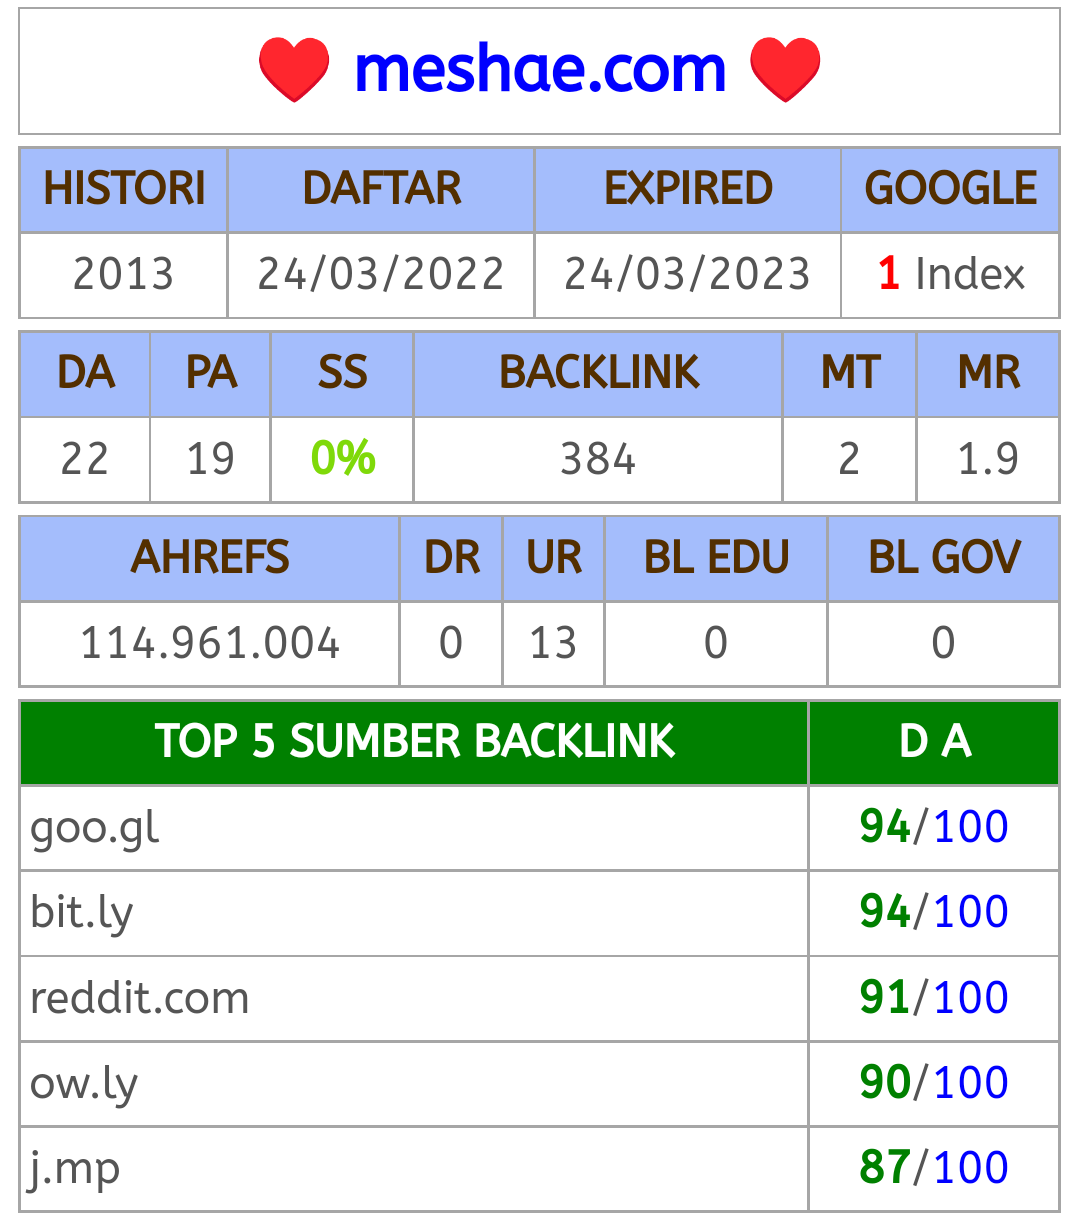 meshae.com
HISTORI DAFTAR EXPIRED GOOGLE
2013 24/03/2022 24/03/2023 1 Index
DA PA SS BACKLINK MT MR
22 19 0% 384 2 1.9
AHREFS DR UR BL EDU BL GOV
114.961.004 0 13 0 0
TOP 5 SUMBER BACKLINK D A
goo.gl 94/100
bit.ly 94/100
reddit.com 91/100
ow.ly 90/100
j.mp 87/100